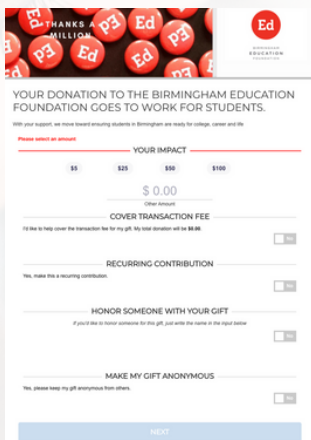 THANKS A
MILLION
Ed
Ed
Ed
Ed
Ed
Ed
Ed
BIRMINGHAM
EDUCATION
FOUNDATION
YOUR DONATION TO THE BIRMINGHAM EDUCATION
FOUNDATION GOES TO WORK FOR STUDENTS.
With your support, we move toward ensuring students in Birmingham are ready for college, career and life
Please select an amount
YOUR IMPACT
$5 $25 $50 $100
$ 0.00
Other Amount
COVER TRANSACTION FEE
I'd like to help cover the transaction fee for my gift. My total donation will be $0.00
No
RECURRING CONTRIBUTION
Yes, make this a recurring contribution.
No
HONOR SOMEONE WITH YOUR GIFT
If you'd like to honor someone for this gift, just write the name in the input below
No
MAKE MY GIFT ANONYMOUS
Yes, please keep my gift anonymous from others.
No
NEXT